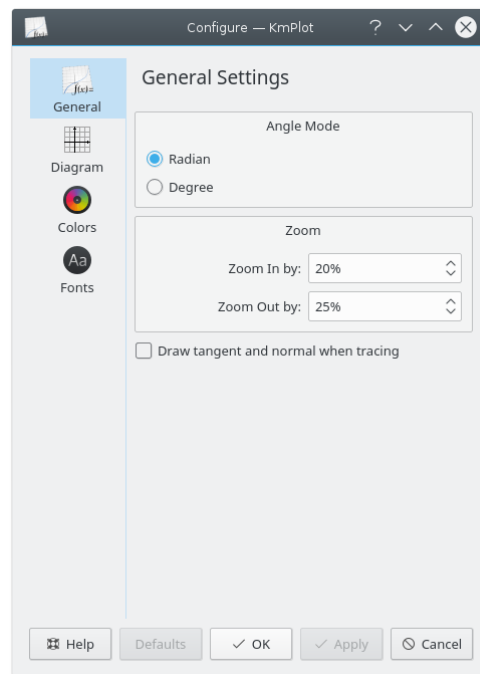 Configure — KmPlot
General
Diagram
Colors
Aa
Fonts
General Settings
Angle Mode
Radian
Degree
Zoom
Zoom In by: 20%
Zoom Out by: 25%
Draw tangent and normal when tracing
Help Defaults OK Apply Cancel